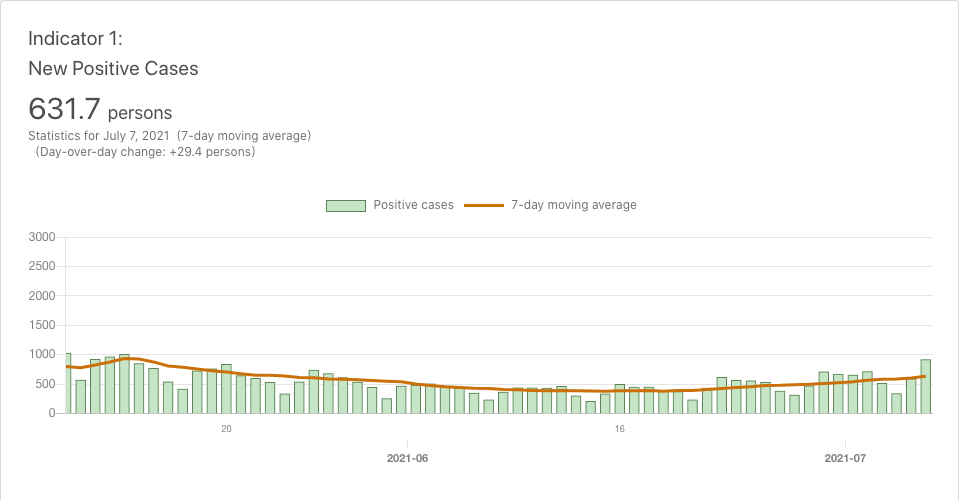 Indicator 1:
New Positive Cases
631.7 persons
Statistics for July 7, 2021 (7-day moving average)
(Day-over-day change: +29.4 persons)
Positive cases 7-day moving average
3000
2500
2000
1500
1000
500
0
20 16
2021-06 2021-07